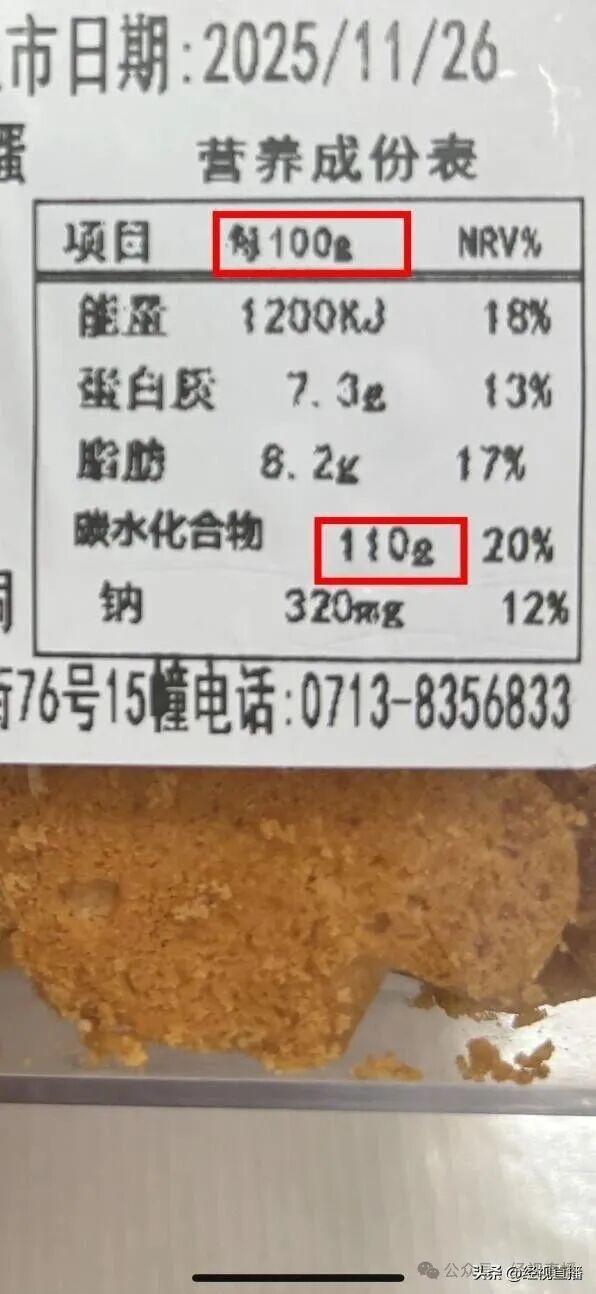 市日期:2025/11/26
蛋
营养成份表
项目 每100g NRV%
能量 1200KJ 18%
蛋白质 7.3g 13%
脂肪 8.2g 17%
碳水化合物 110g 20%
钠 320mg 12%
街76号15幢电话:0713-8356833
头条 @经视直播